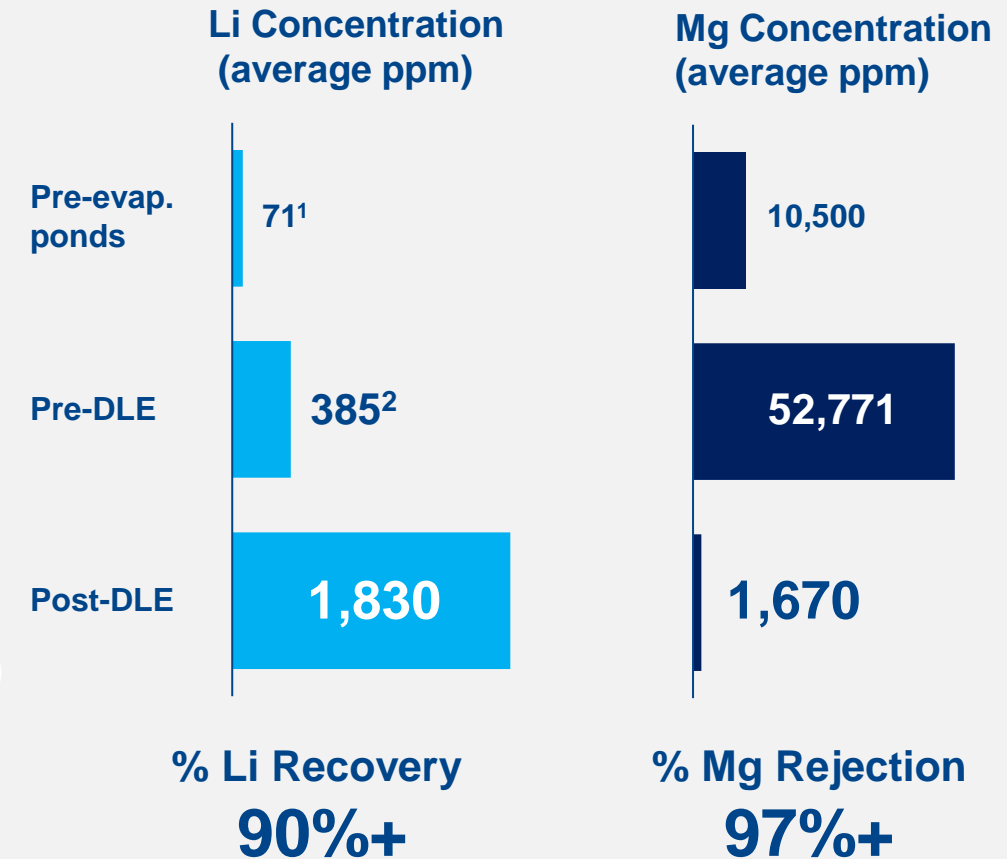 Li Concentration
(average ppm)
Mg Concentration
(average ppm)
Pre-evap.
ponds
71¹
10,500
Pre-DLE
385²
52,771
Post-DLE
1,830
1,670
% Li Recovery
90%+
% Mg Rejection
97%+